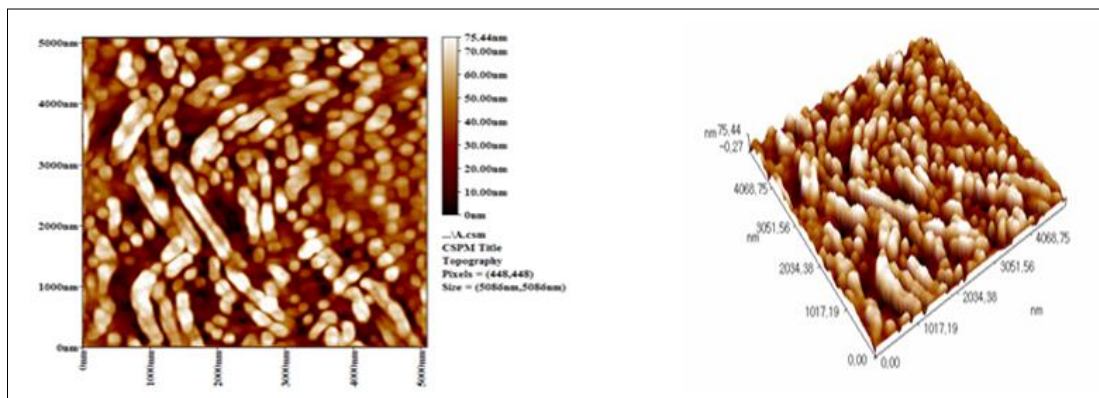 5000nm
4000nm
3000nm
2000nm
1000nm
0nm
0nm
1000nm
2000nm
3000nm
5000nm
75.44nm
70.00nm
60.00nm
50.00nm
40.00nm
30.00nm
20.00nm
10.00nm
0nm
...\A.csm
CSPM Title
Topography
Pixels = (448,448)
Size = (5086nm,5086nm)
nm
75,44
-0,27
4068,75
3051,56
nm
2034,38
1017,19
0,00
0,00
1017,19
2034,38
nm
3051,56
4068,75